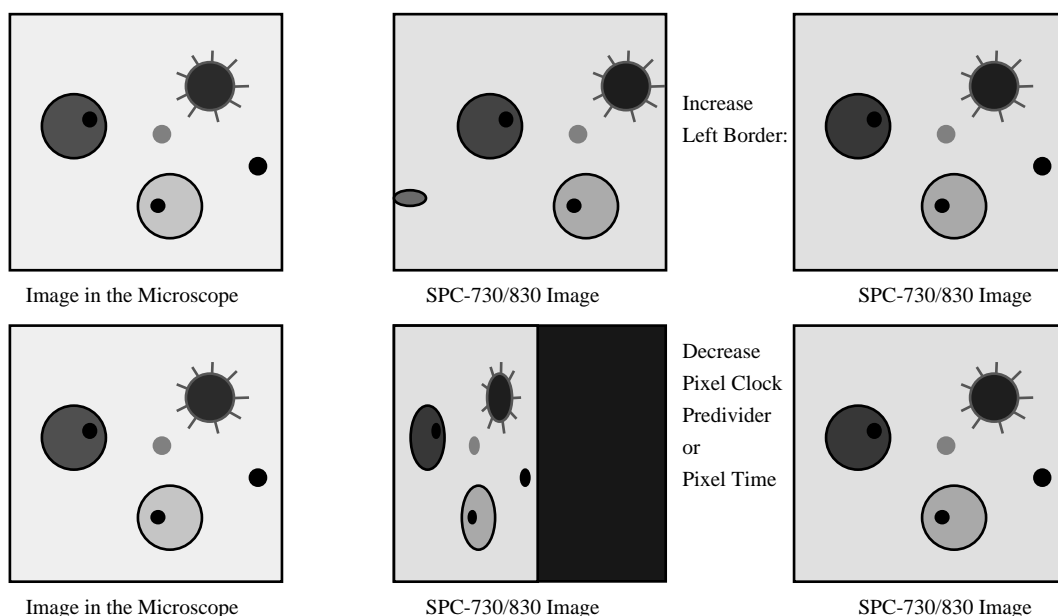 Increase
Left Border:
Image in the Microscope
SPC-730/830 Image
SPC-730/830 Image
Decrease
Pixel Clock
Predivider
or
Pixel Time
Image in the Microscope
SPC-730/830 Image
SPC-730/830 Image